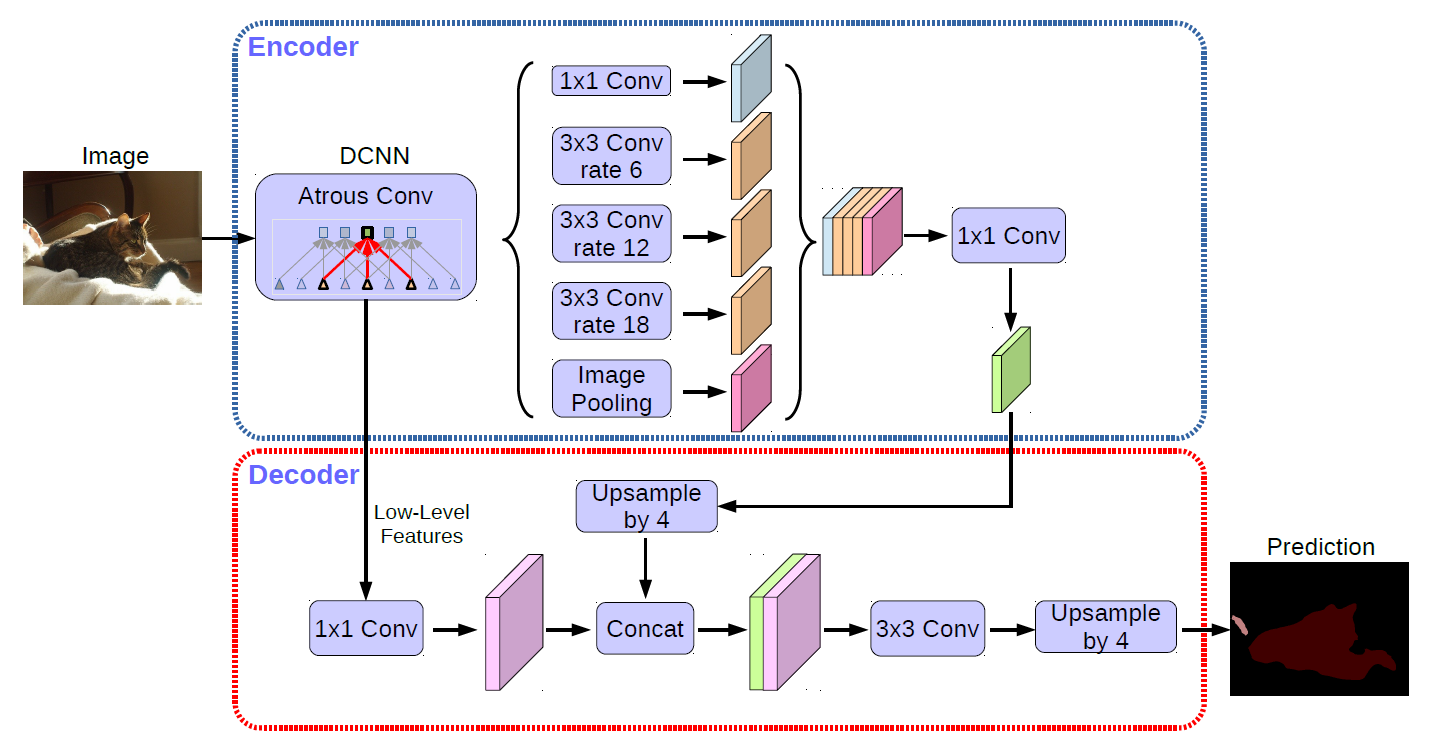 Encoder
Image
DCNN
Atrous Conv
1x1 Conv
3x3 Conv
rate 6
3x3 Conv
rate 12
3x3 Conv
rate 18
Image
Pooling
1x1 Conv
Decoder
Low-Level
Features
Upsample
by 4
1x1 Conv
Concat
3x3 Conv
Upsample
by 4
Prediction